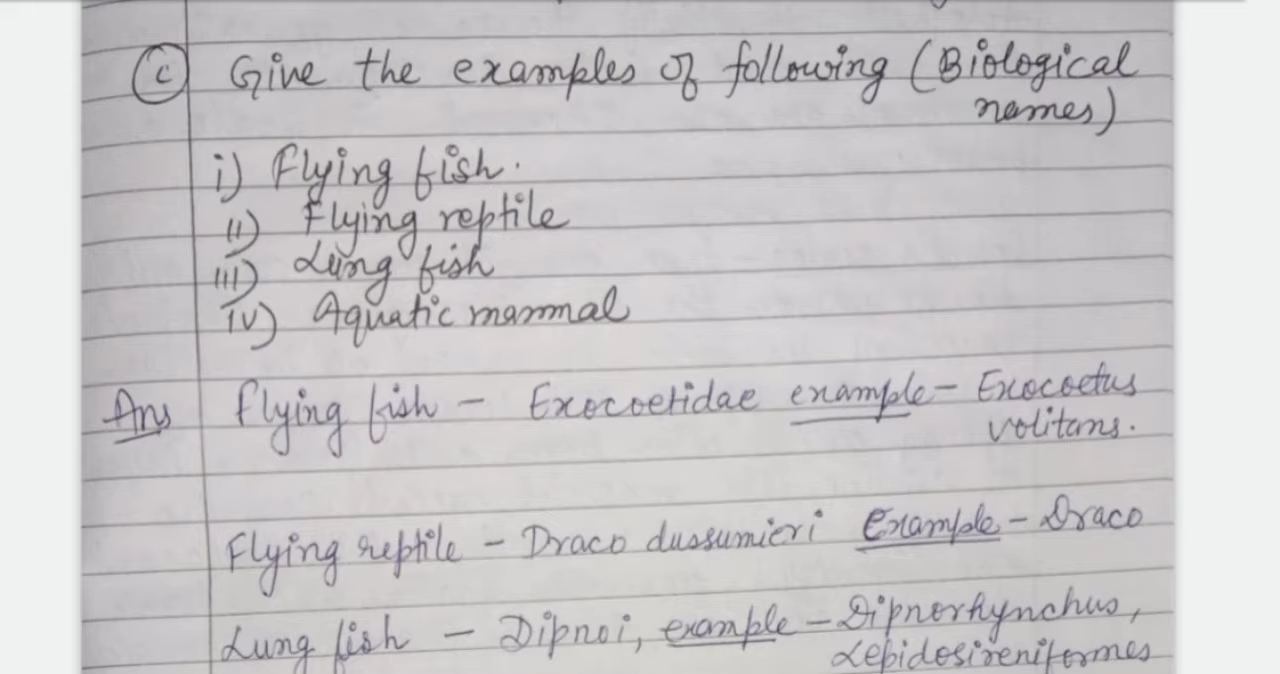 (c) Give the examples of following (Biological
names)
i) Flying fish.
ii) Flying reptile
iii) Lung fish
iv) Aquatic mammal
Ans Flying fish - Exocoetidae example - Exocoetus
volitans.
Flying reptile - Draco dussumieri Example - Draco
Lung fish - Dipnoi, example - Dipnorhynchus,
Lepidosireniformes